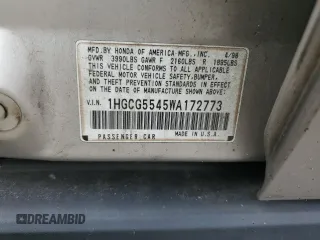 MFD. BY HONDA OF AMERICA MFG.,INC. 4/98
GVWR 3990LBS GAWR F 2160LBS R 1885LBS
THIS VEHICLE CONFORMS TO ALL APPLICABLE
FEDERAL MOTOR VEHICLE SAFETY,BUMPER,
AND THEFT PREVENTION STANDARDS IN
EFFECT ON THE DATE OF MANUFACTURE
SHOWN ABOVE.
V.I.N. 1HGCG5545WA172773
PASSENGER CAR MADE IN U.S.A.
© DREAMBID